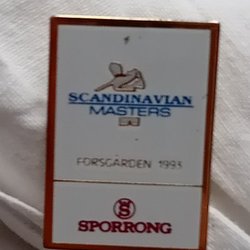 SCANDINAVIAN
MASTERS
FORSGÅRDEN 1993
S
SPORRONG